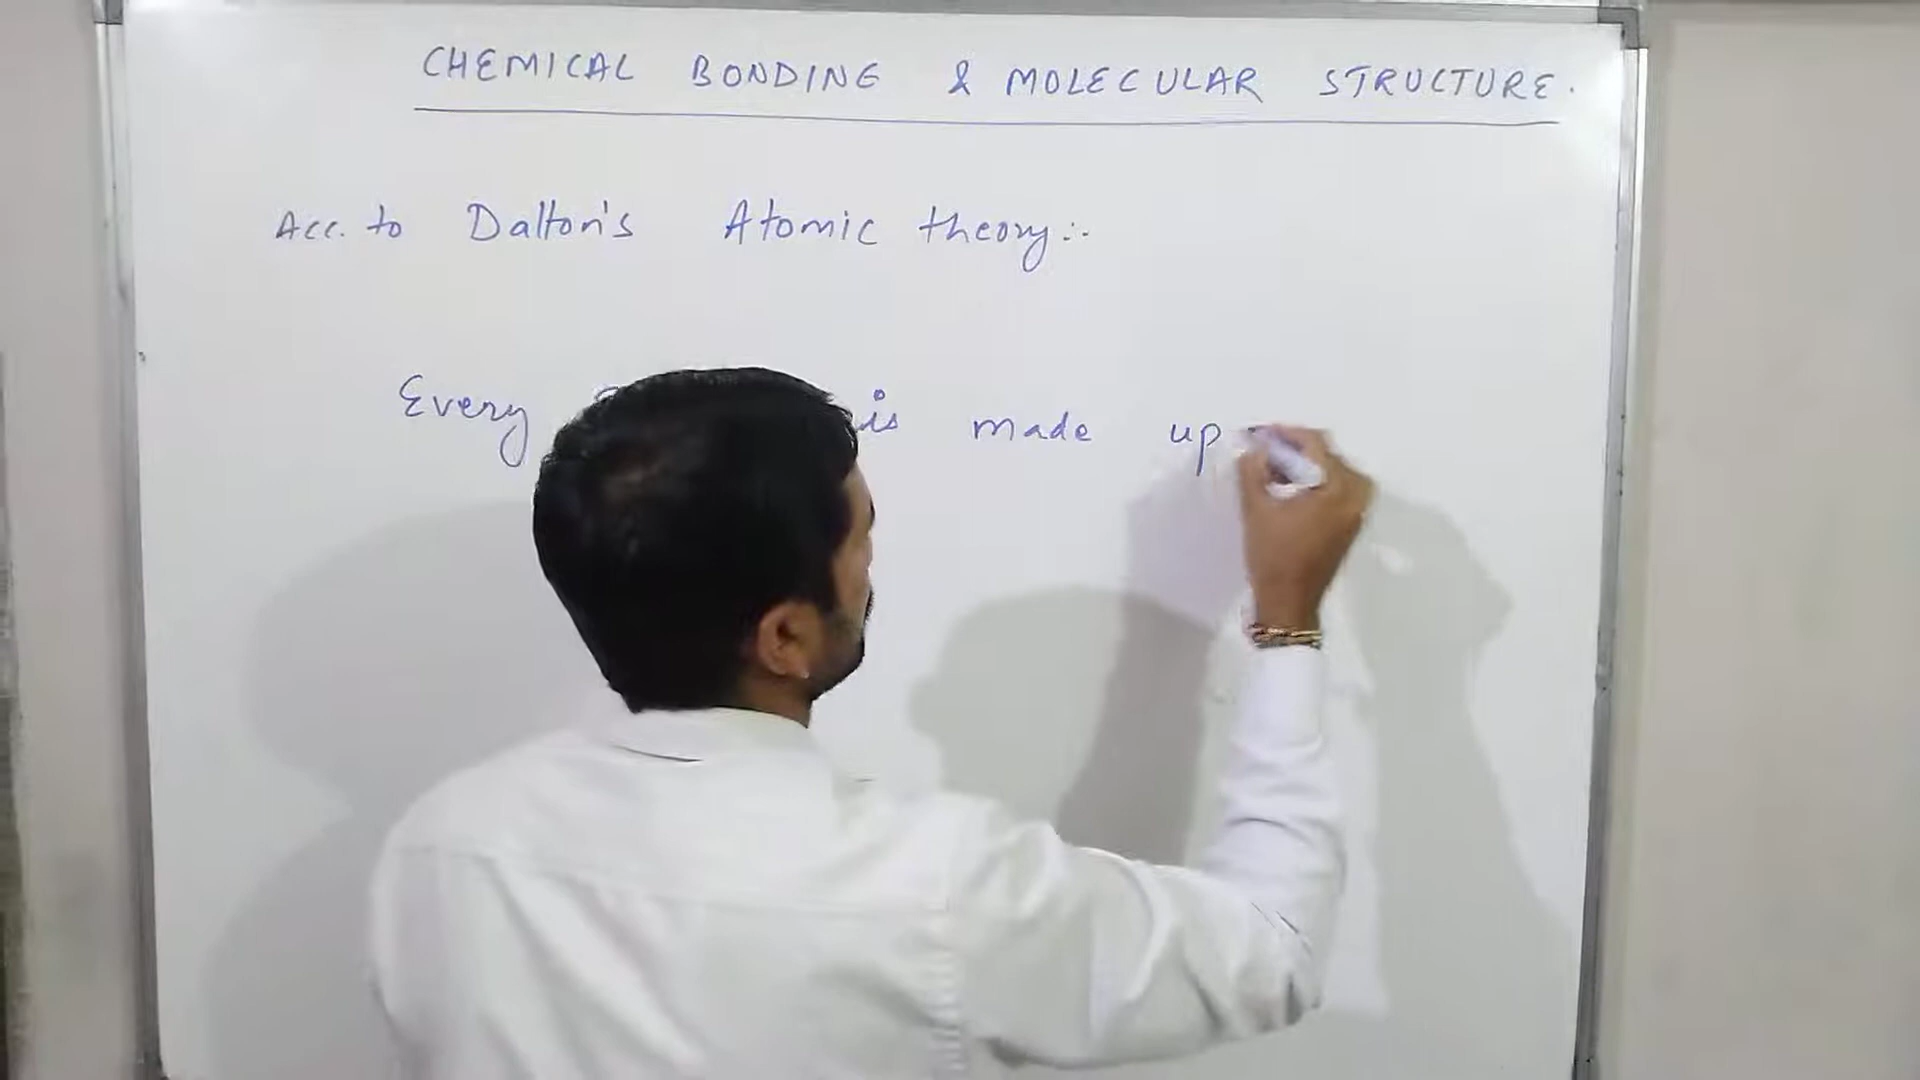 CHEMICAL BONDING & MOLECULAR STRUCTURE.
Acc. to Dalton's Atomic theory:-
Every is made up